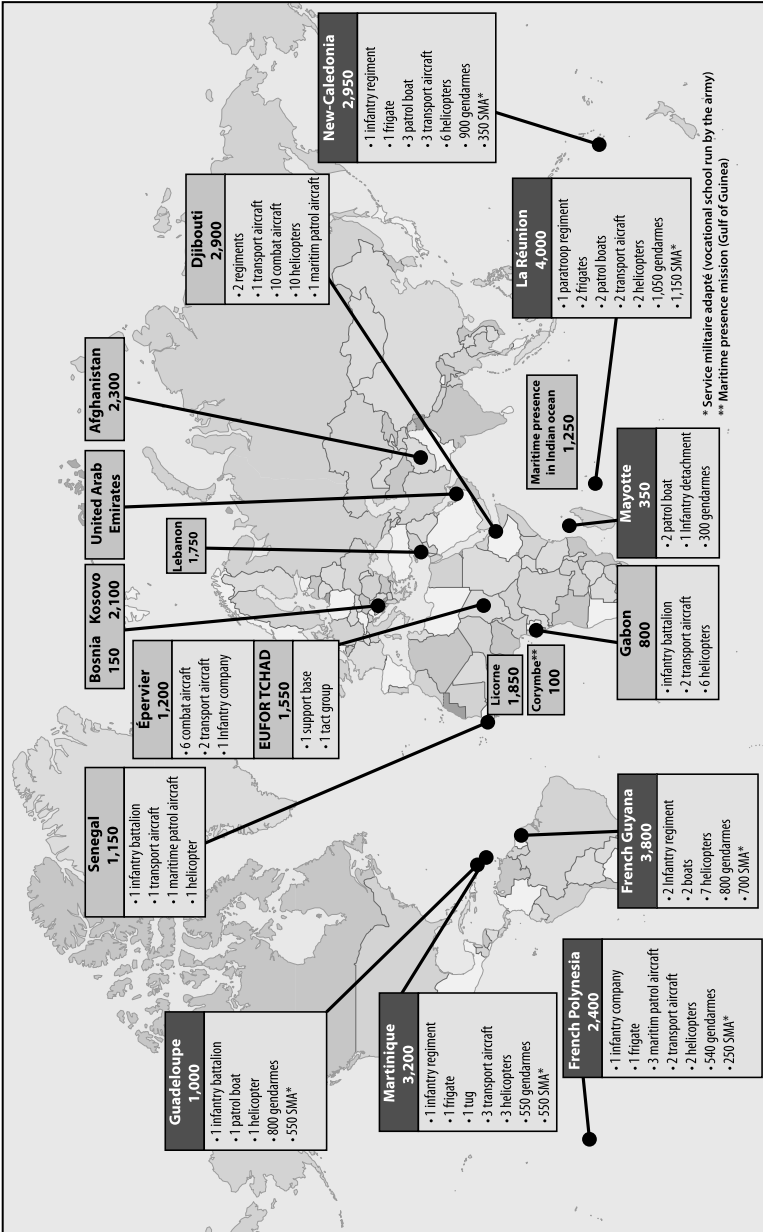 Bosnia Kosovo
150 2,100
United Arab
Emirates
Afghanistan
2,300
Lebanon
1,750
Djibouti
2,900
• 2 regiments
• 1 transport aircraft
• 10 combat aircraft
• 10 helicopters
• 1 maritim patrol aircraft
New-Caledonia
2,950
• 1 infantry regiment
• 1 frigate
• 3 patrol boat
• 3 transport aircraft
• 6 helicopters
• 900 gendarmes
• 350 SMA*
Senegal
1,150
• 1 infantry battalion
• 1 transport aircraft
• 1 maritime patrol aircraft
• 1 helicopter
Épervier
1,200
• 6 combat aircraft
• 2 transport aircraft
• 1 Infantry company
EUFOR TCHAD
1,550
• 1 support base
• 1 tact group
Guadeloupe
1,000
• 1 infantry battalion
• 1 patrol boat
• 1 helicopter
• 800 gendarmes
• 550 SMA*
Martinique
3,200
• 1 infantry regiment
• 1 frigate
• 1 tug
• 3 transport aircraft
• 3 helicopters
• 550 gendarmes
• 550 SMA*
Licorne
1,850
Corymbe**
100
Maritime presence
in Indian ocean
1,250
La Réunion
4,000
• 1 paratroop regiment
• 2 frigates
• 2 patrol boats
• 2 transport aicraft
• 2 helicopters
• 1,050 gendarmes
• 1,150 SMA*
French Polynesia
2,400
• 1 infantry company
• 1 frigate
• 3 maritim patrol aircraft
• 2 transport aircraft
• 2 helicopters
• 540 gendarmes
• 250 SMA*
French Guyana
3,800
• 2 Infantry regiment
• 2 boats
• 7 helicopters
• 800 gendarmes
• 700 SMA*
Gabon
800
• infantry battalion
• 2 transport aircraft
• 6 helicopters
Mayotte
350
• 2 patrol boat
• 1 Infantry detachment
• 300 gendarmes
* Service militaire adapté (vocational school run by the army)
** Maritime presence mission (Gulf of Guinea)